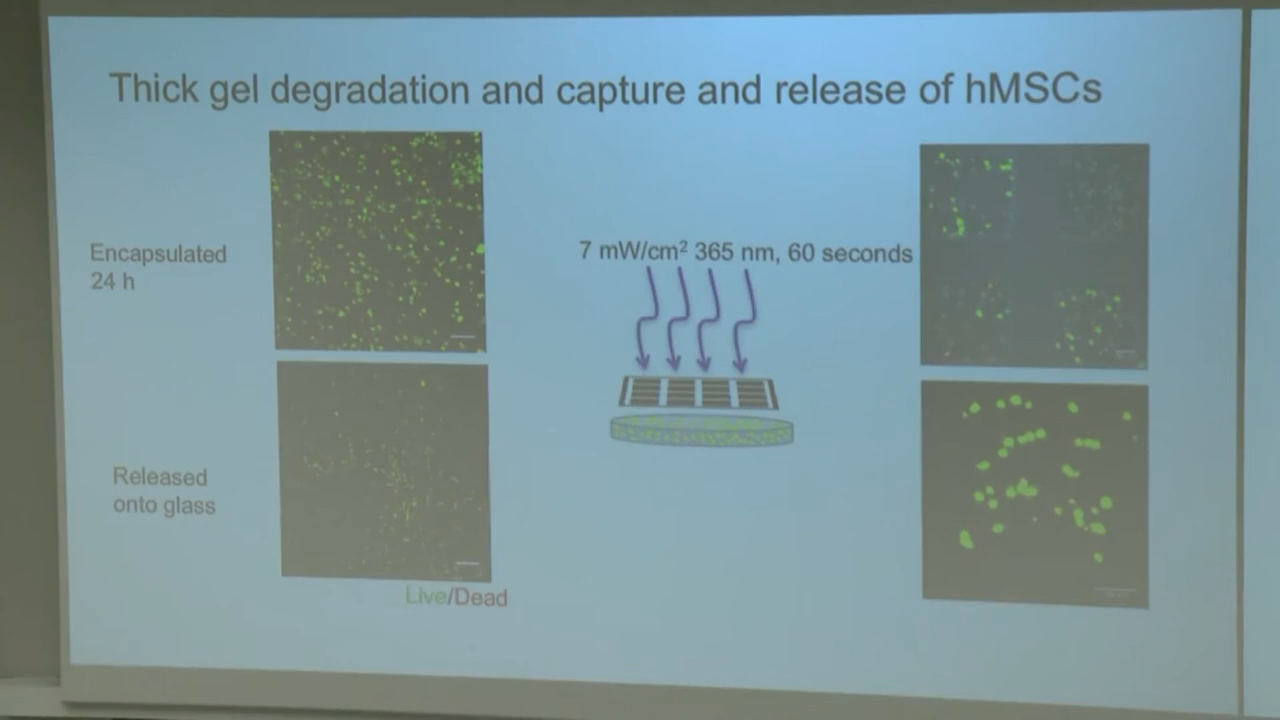 Thick gel degradation and capture and release of hMSCs
Encapsulated
24 h
7 mW/cm² 365 nm, 60 seconds
Released
onto glass
Live/Dead